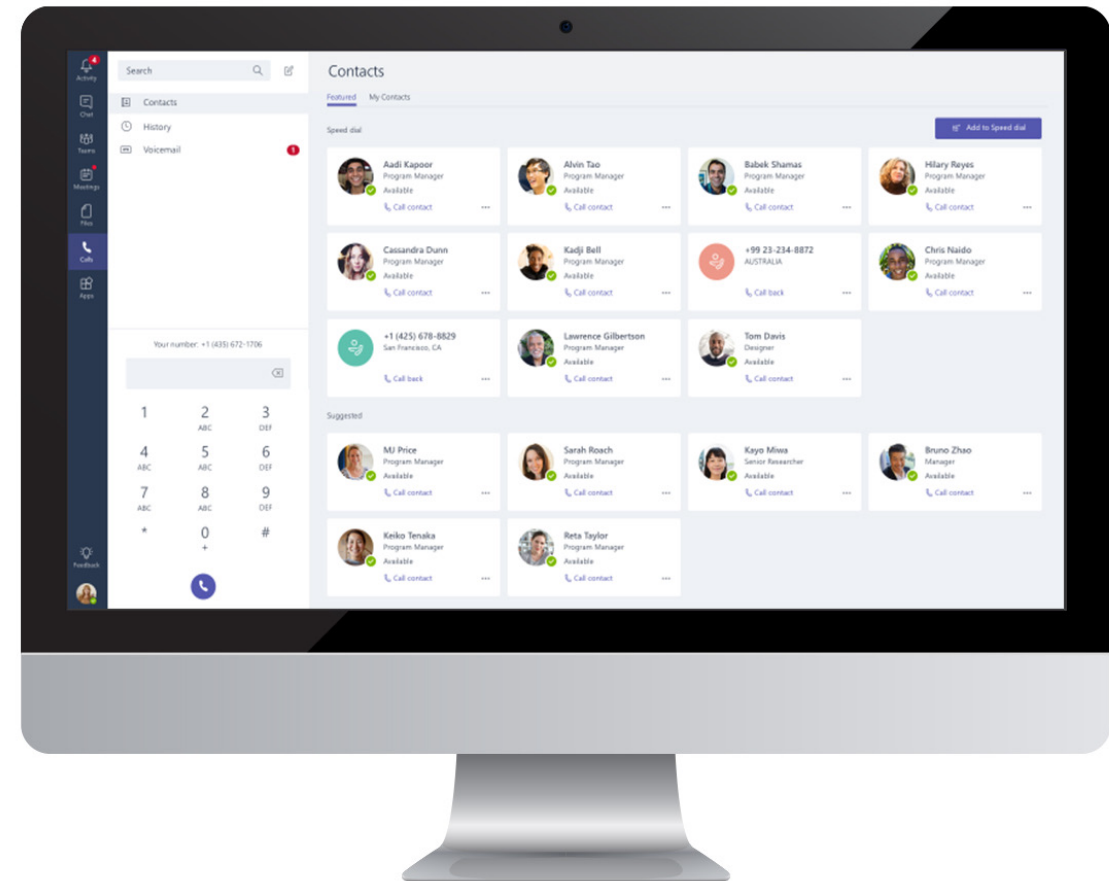 4
Activity
Chat
Teams
Meetings
Files
Calls
Apps
Feedback
Search
Contacts
History
Voicemail 1
Your number: +1 (435) 672-1706
1 2 3
ABC DEF
4 5 6
ABC ABC DEF
7 8 9
ABC ABC DEF
* 0 #
+
Contacts
Featured My Contacts
Speed dial
Add to Speed dial
Aadi Kapoor
Program Manager
Available
Call contact
Alvin Tao
Program Manager
Available
Call contact
Babek Shamas
Program Manager
Available
Call contact
Hilary Reyes
Program Manager
Available
Call contact
Cassandra Dunn
Program Manager
Available
Call contact
Kadji Bell
Program Manager
Available
Call contact
+99 23-234-8872
AUSTRALIA
Call back
Chris Naido
Program Manager
Available
Call contact
+1 (425) 678-8829
San Francisco, CA
Call back
Lawrence Gilbertson
Program Manager
Available
Call contact
Tom Davis
Designer
Available
Call contact
Suggested
MJ Price
Program Manager
Available
Call contact
Sarah Roach
Program Manager
Available
Call contact
Kayo Miwa
Senior Researcher
Available
Call contact
Bruno Zhao
Manager
Available
Call contact
Keiko Tenaka
Program Manager
Available
Call contact
Reta Taylor
Program Manager
Available
Call contact